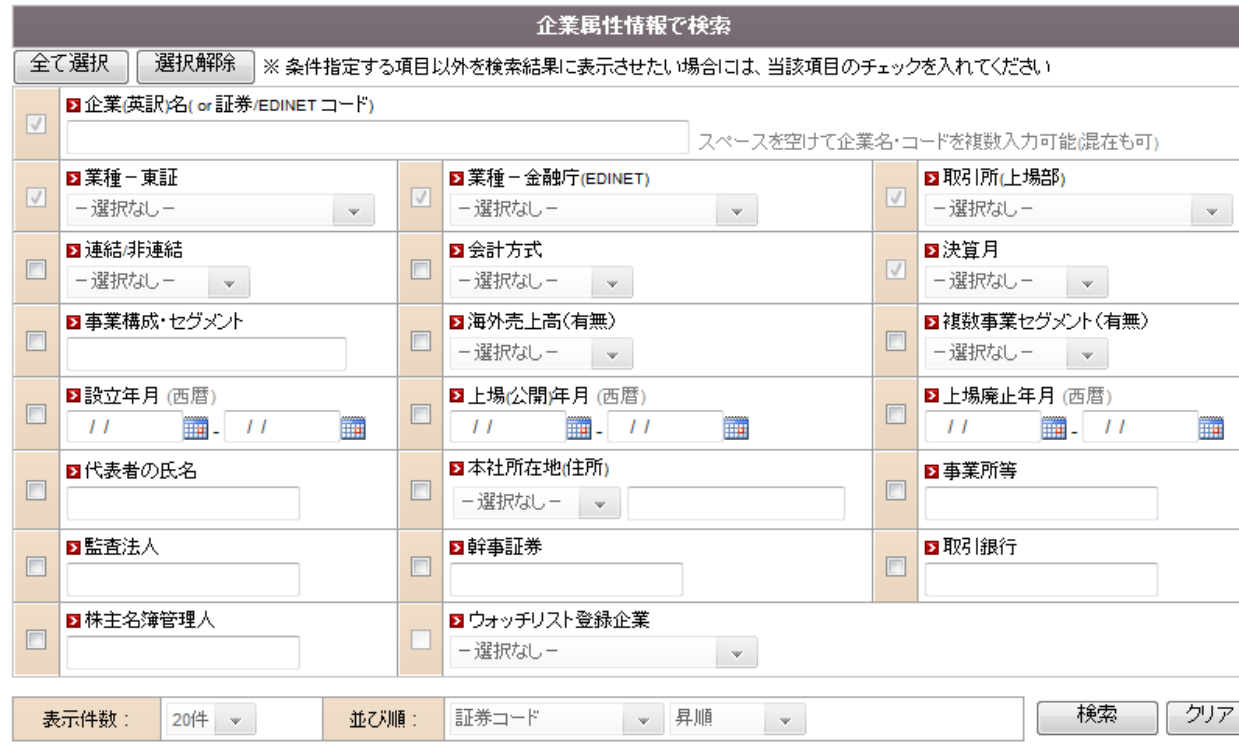 企業属性情報で検索
全て選択 選択解除 ※ 条件指定する項目以外を検索結果に表示させたい場合には、当該項目のチェックを入れてください
企業(英訳)名( or 証券/EDINET コード)
スペースを空けて企業名・コードを複数入力可能(混在も可)
業種－東証 業種－金融庁(EDINET) 取引所(上場部)
－選択なし－ －選択なし－ －選択なし－
連結/非連結 会計方式 決算月
－選択なし－ －選択なし－ －選択なし－
事業構成・セグメント 海外売上高(有無) 複数事業セグメント(有無)
－選択なし－ －選択なし－
設立年月 (西暦) 上場(公開)年月 (西暦) 上場廃止年月 (西暦)
/ / - / / / / - / / / / - / /
代表者の氏名 本社所在地(住所) 事業所等
－選択なし－
監査法人 幹事証券 取引銀行
株主名簿管理人 ウォッチリスト登録企業
－選択なし－
表示件数： 20件 並び順： 証券コード 昇順 検索 クリア